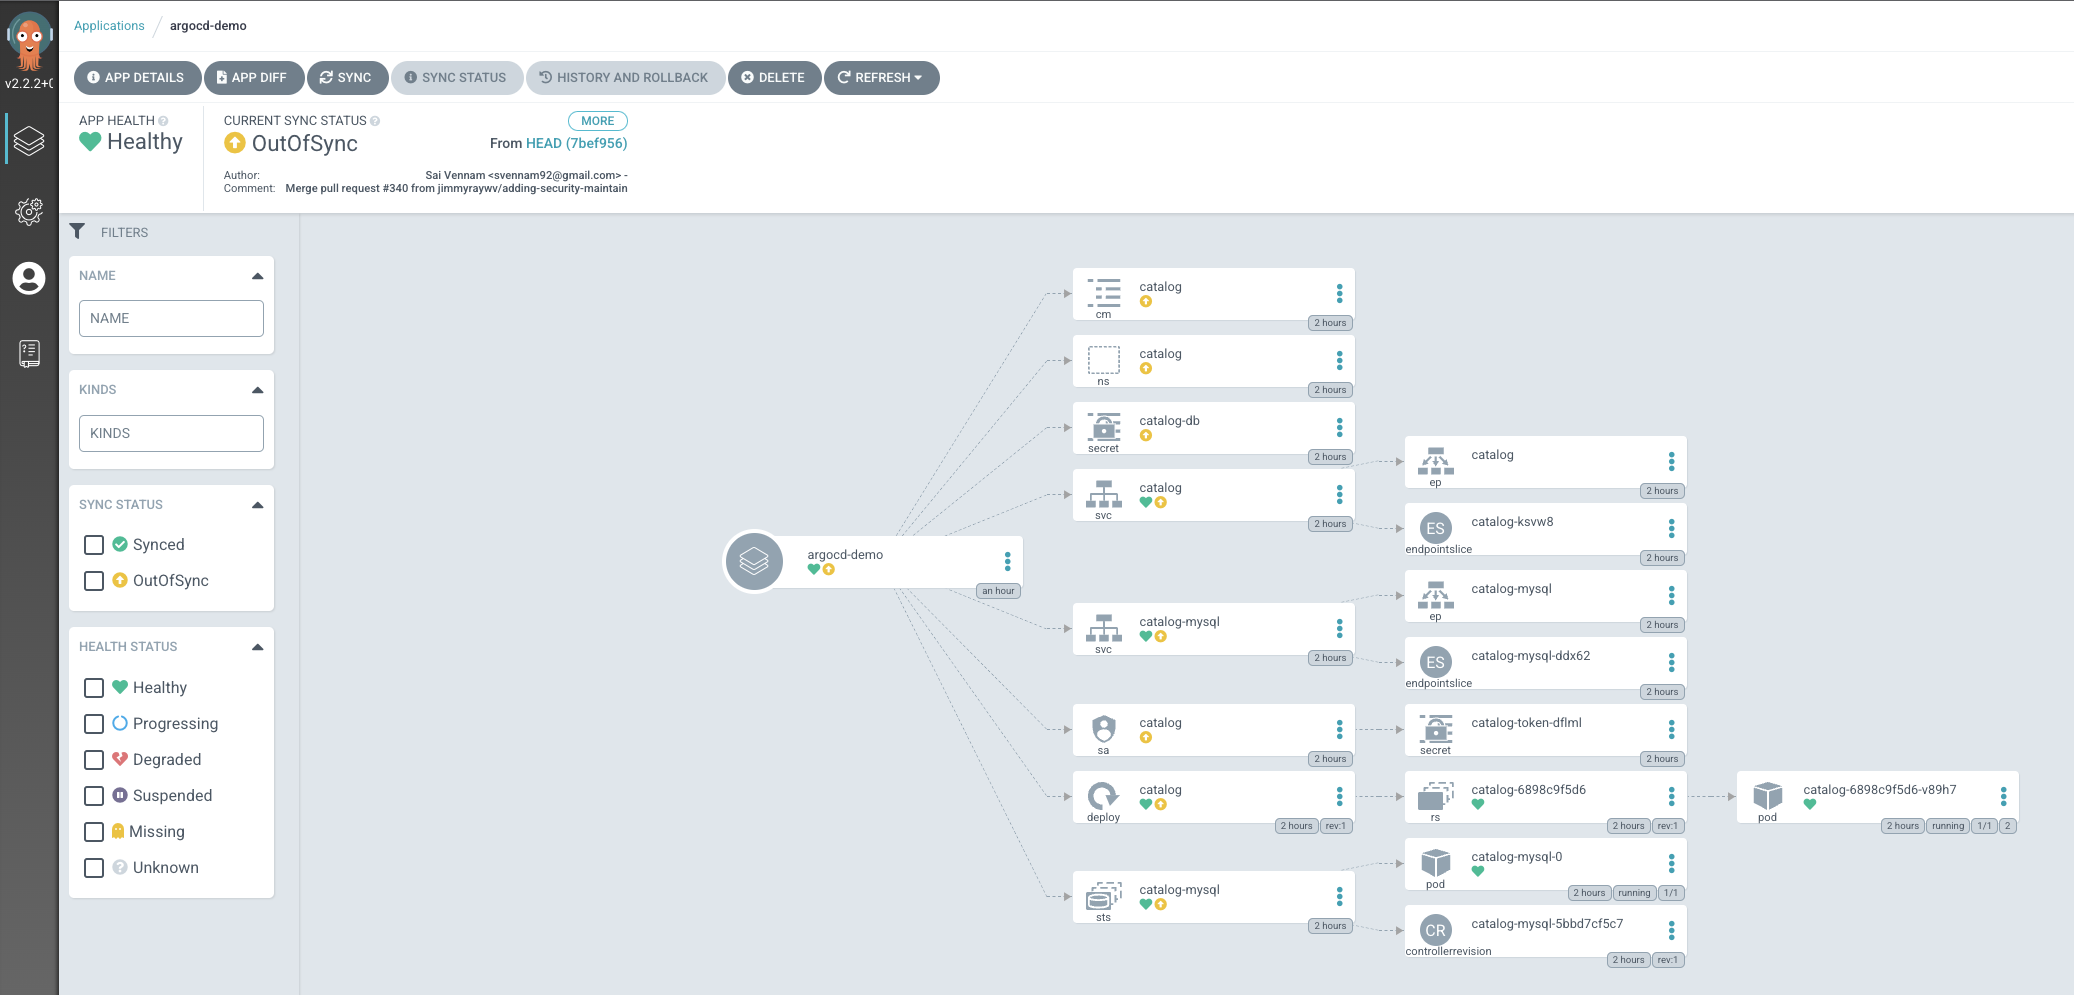 Applications / argocd-demo
v2.2.2+0
APP DETAILS
APP DIFF
SYNC
SYNC STATUS
HISTORY AND ROLLBACK
DELETE
REFRESH
APP HEALTH
Healthy
CURRENT SYNC STATUS
MORE
OutOfSync
From HEAD (7bef956)
Author: Sai Vennam <svennam92@gmail.com> -
Comment: Merge pull request #340 from jimmyraywv/adding-security-maintain
FILTERS
NAME
NAME
KINDS
KINDS
SYNC STATUS
Synced
OutOfSync
HEALTH STATUS
Healthy
Progressing
Degraded
Suspended
Missing
Unknown
argocd-demo
an hour
catalog
cm
2 hours
catalog
ns
2 hours
catalog-db
secret
2 hours
catalog
svc
2 hours
catalog-mysql
svc
2 hours
catalog
sa
2 hours
catalog
deploy
2 hours rev:1
catalog-mysql
sts
2 hours
catalog
ep
2 hours
ES
catalog-ksvw8
endpointslice
2 hours
catalog-mysql
ep
2 hours
ES
catalog-mysql-ddx62
endpointslice
2 hours
catalog-token-dflml
secret
2 hours
catalog-6898c9f5d6
rs
2 hours rev:1
catalog-mysql-0
pod
2 hours running 1/1
CR
catalog-mysql-5bbd7cf5c7
controllerrevision
2 hours rev:1
catalog-6898c9f5d6-v89h7
pod
2 hours running 1/1 2